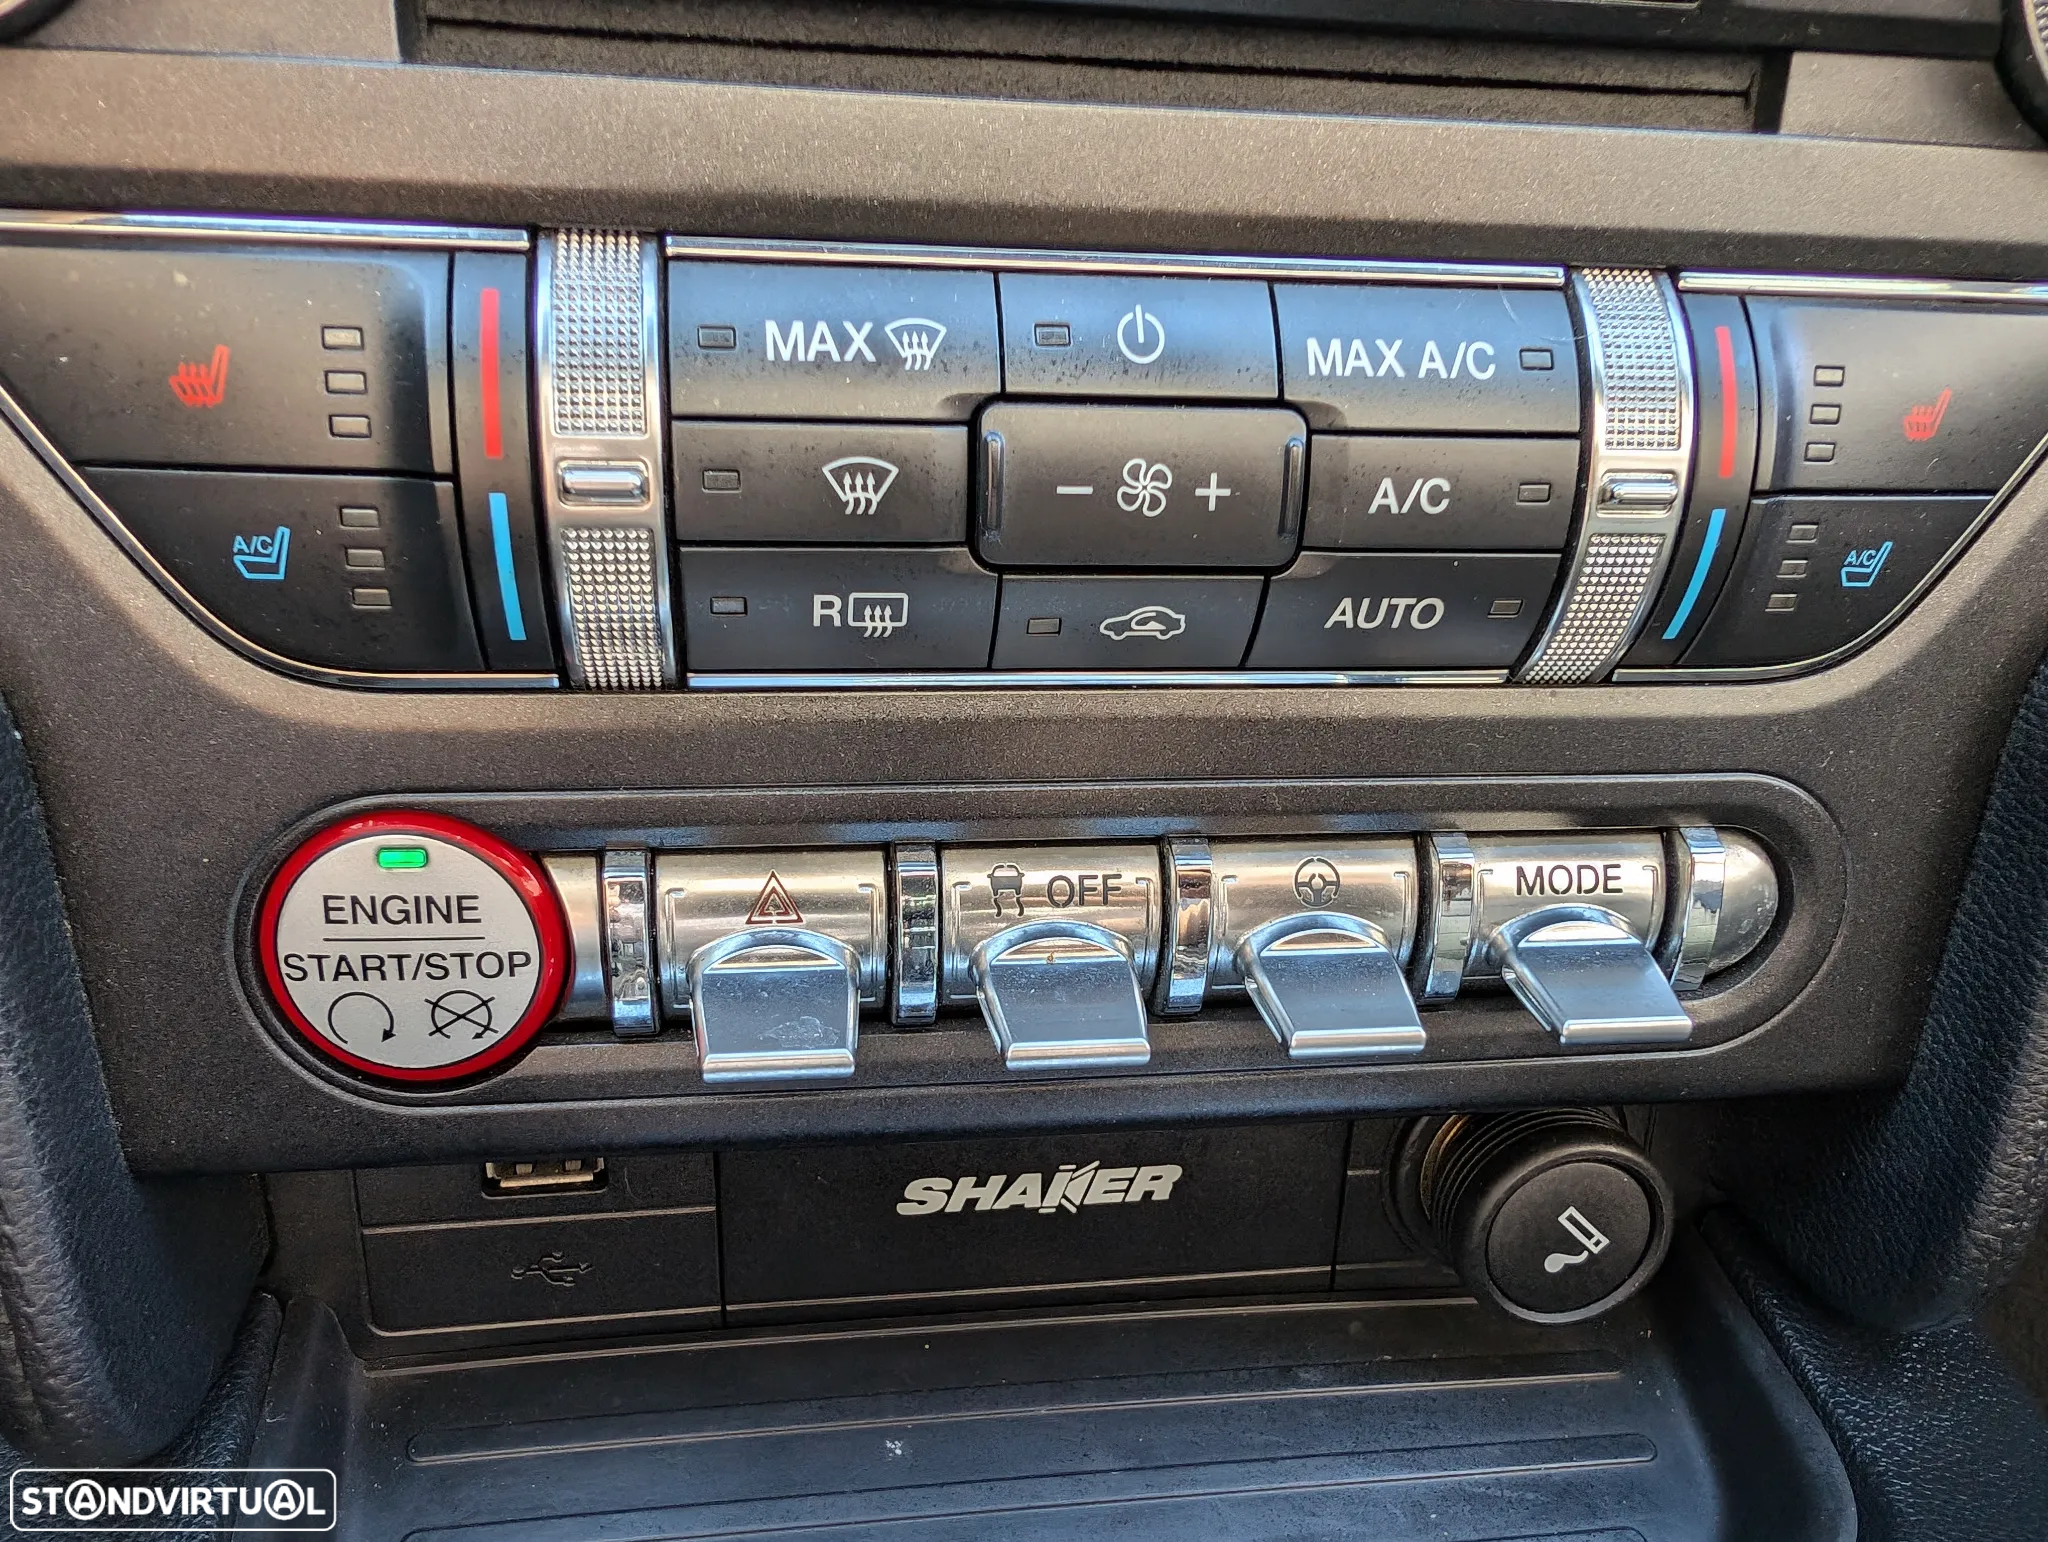 MAX
MAX A/C
A/C
A/C
A/C
R
AUTO
ENGINE
START/STOP
OFF
MODE
SHAKER
STANDVIRTUAL